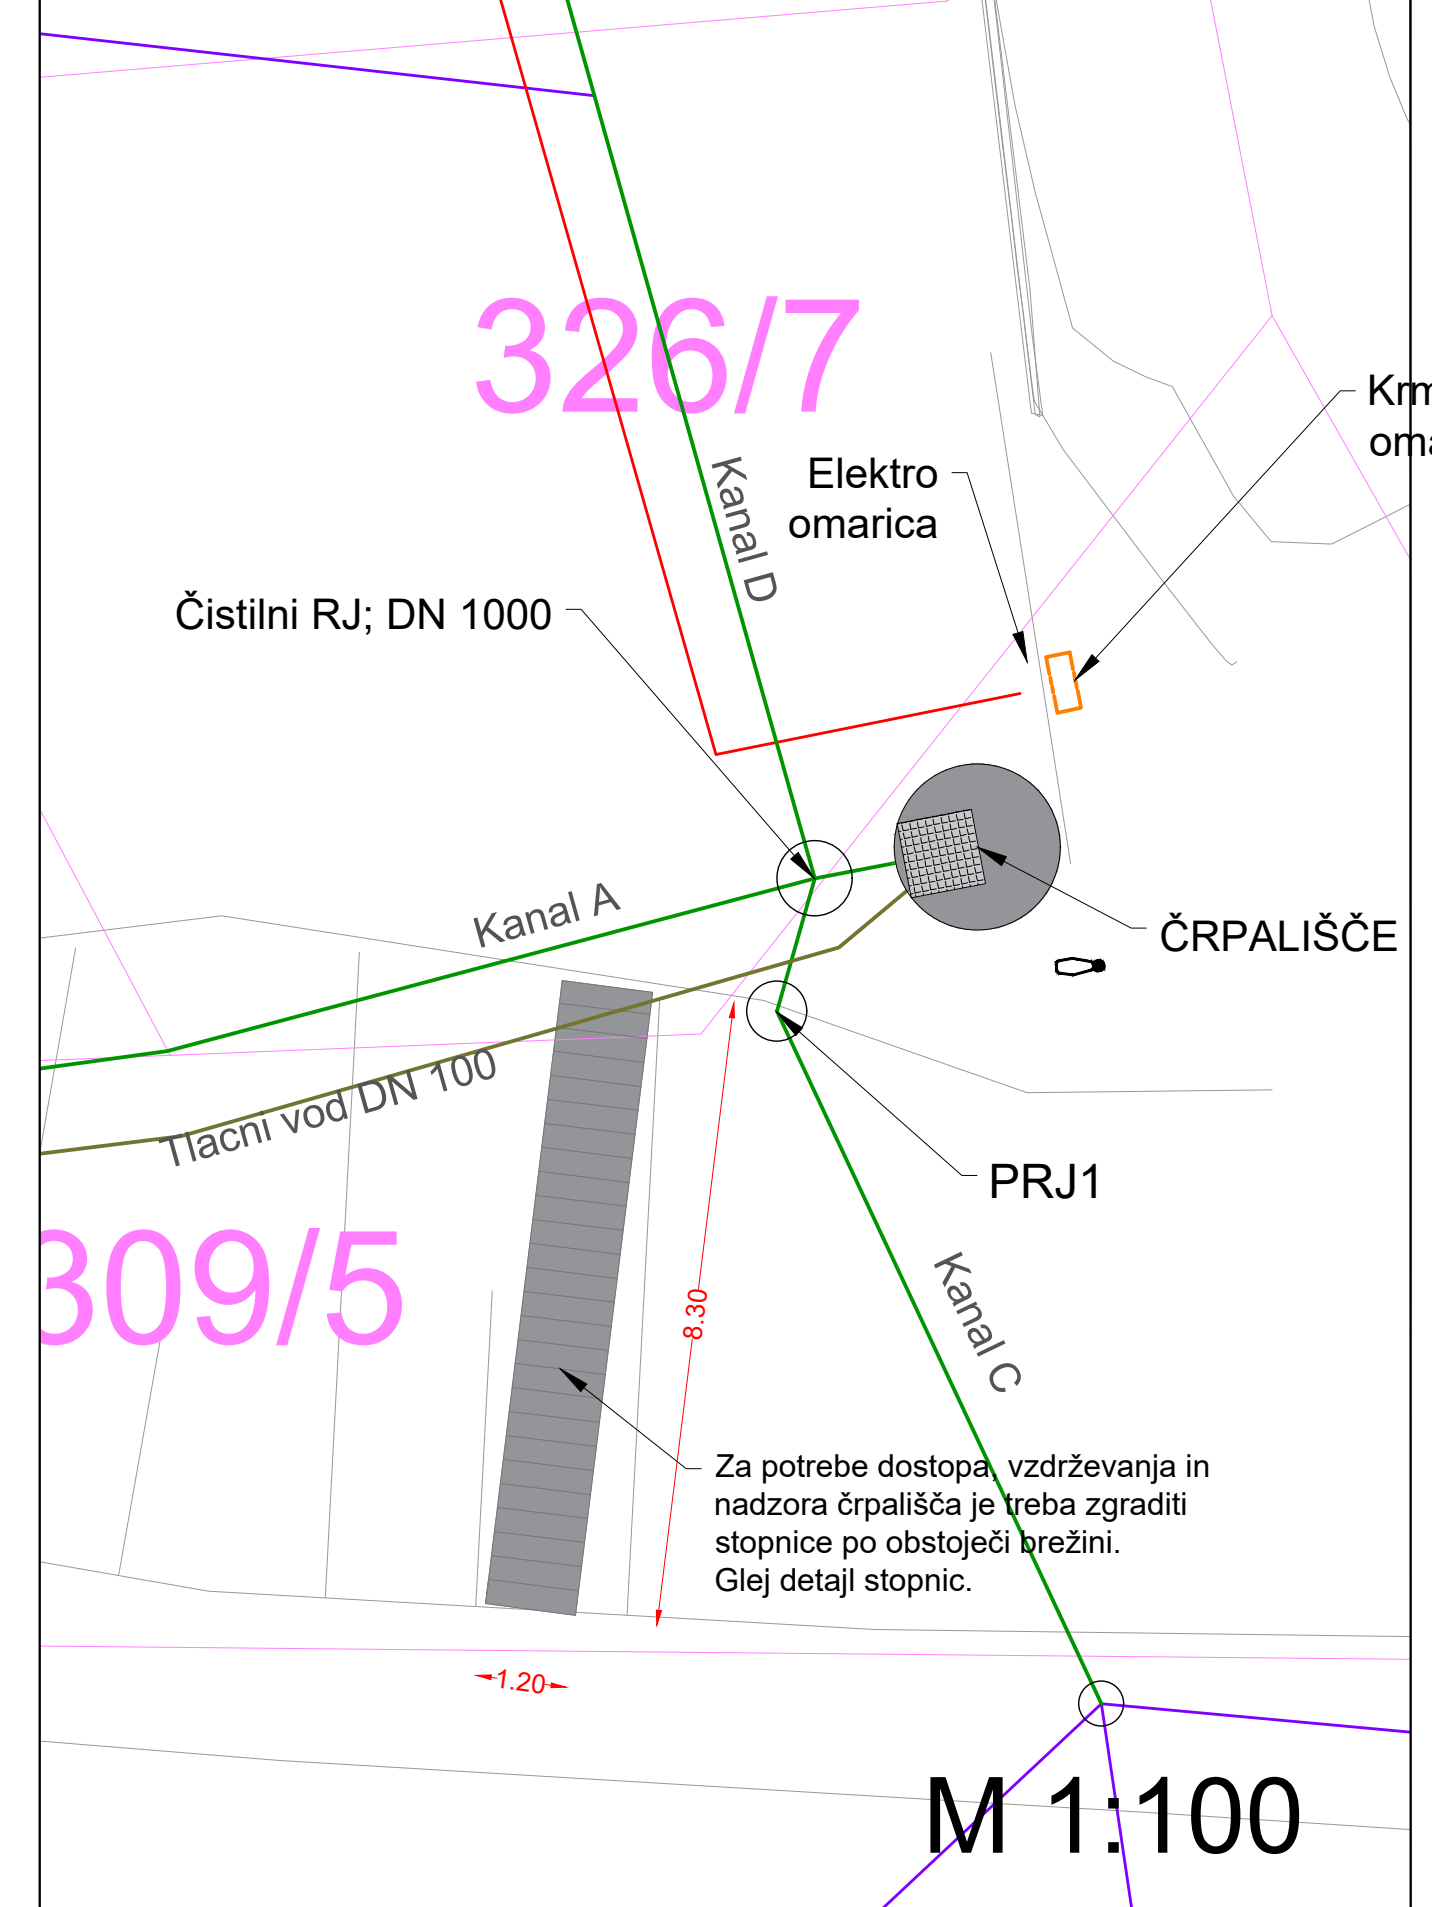 326/7
Elektro
omarica
Kanal D
Čistilni RJ; DN 1000
Kanal A
ČRPALIŠČE
Tlacni vod DN 100
PRJ1
309/5
8.30
Kanal C
Za potrebe dostopa, vzdrževanja in
nadzora črpališča je treba zgraditi
stopnice po obstoječi brežini.
Glej detajl stopnic.
1.20
M 1:100